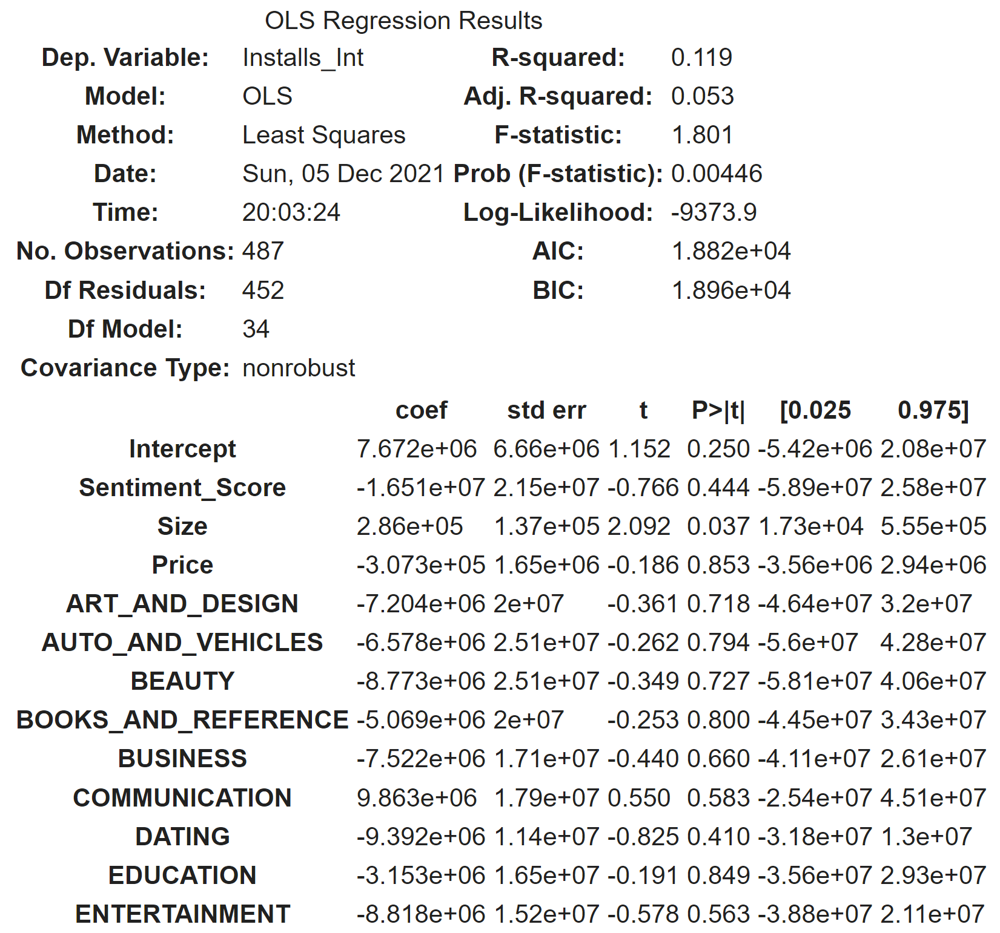 OLS Regression Results
Dep. Variable: Installs_Int R-squared: 0.119
Model: OLS Adj. R-squared: 0.053
Method: Least Squares F-statistic: 1.801
Date: Sun, 05 Dec 2021 Prob (F-statistic): 0.00446
Time: 20:03:24 Log-Likelihood: -9373.9
No. Observations: 487 AIC: 1.882e+04
Df Residuals: 452 BIC: 1.896e+04
Df Model: 34
Covariance Type: nonrobust
coef std err t P>|t| [0.025 0.975]
Intercept 7.672e+06 6.66e+06 1.152 0.250 -5.42e+06 2.08e+07
Sentiment_Score -1.651e+07 2.15e+07 -0.766 0.444 -5.89e+07 2.58e+07
Size 2.86e+05 1.37e+05 2.092 0.037 1.73e+04 5.55e+05
Price -3.073e+05 1.65e+06 -0.186 0.853 -3.56e+06 2.94e+06
ART_AND_DESIGN -7.204e+06 2e+07 -0.361 0.718 -4.64e+07 3.2e+07
AUTO_AND_VEHICLES -6.578e+06 2.51e+07 -0.262 0.794 -5.6e+07 4.28e+07
BEAUTY -8.773e+06 2.51e+07 -0.349 0.727 -5.81e+07 4.06e+07
BOOKS_AND_REFERENCE -5.069e+06 2e+07 -0.253 0.800 -4.45e+07 3.43e+07
BUSINESS -7.522e+06 1.71e+07 -0.440 0.660 -4.11e+07 2.61e+07
COMMUNICATION 9.863e+06 1.79e+07 0.550 0.583 -2.54e+07 4.51e+07
DATING -9.392e+06 1.14e+07 -0.825 0.410 -3.18e+07 1.3e+07
EDUCATION -3.153e+06 1.65e+07 -0.191 0.849 -3.56e+07 2.93e+07
ENTERTAINMENT -8.818e+06 1.52e+07 -0.578 0.563 -3.88e+07 2.11e+07